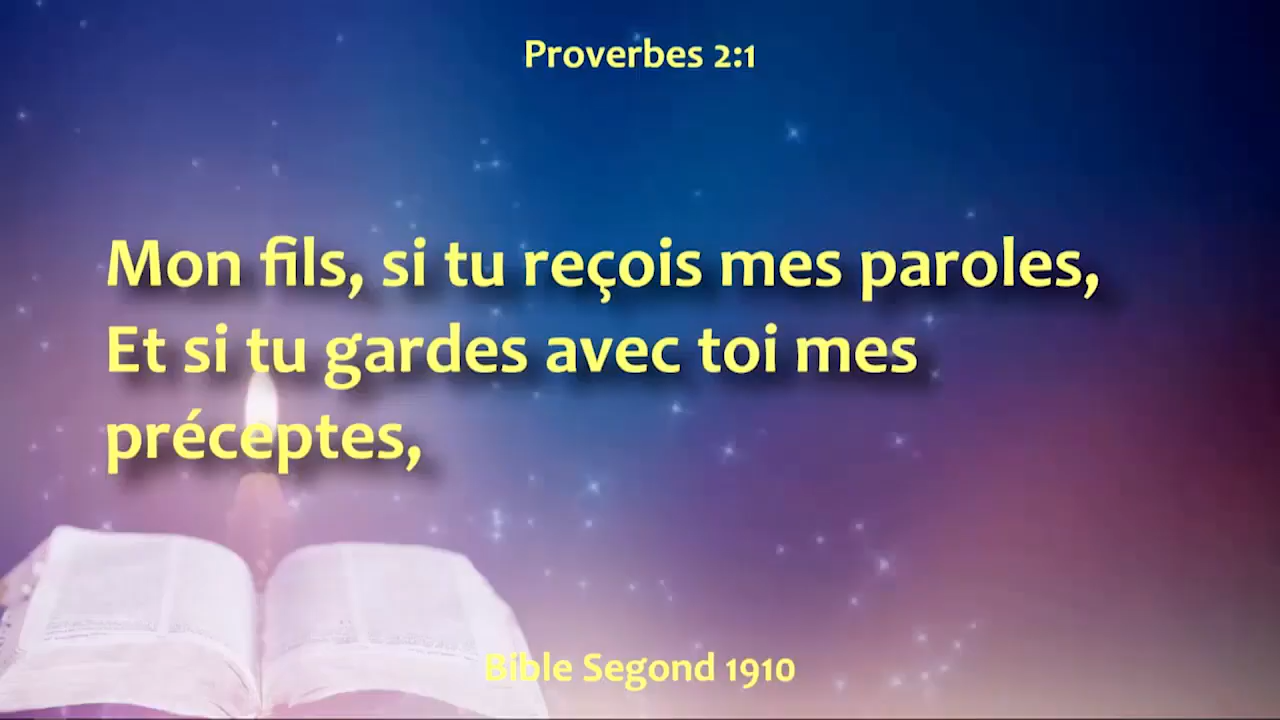 Proverbes 2:1
Mon fils, si tu reçois mes paroles,
Et si tu gardes avec toi mes
préceptes,
Bible Segond 1910